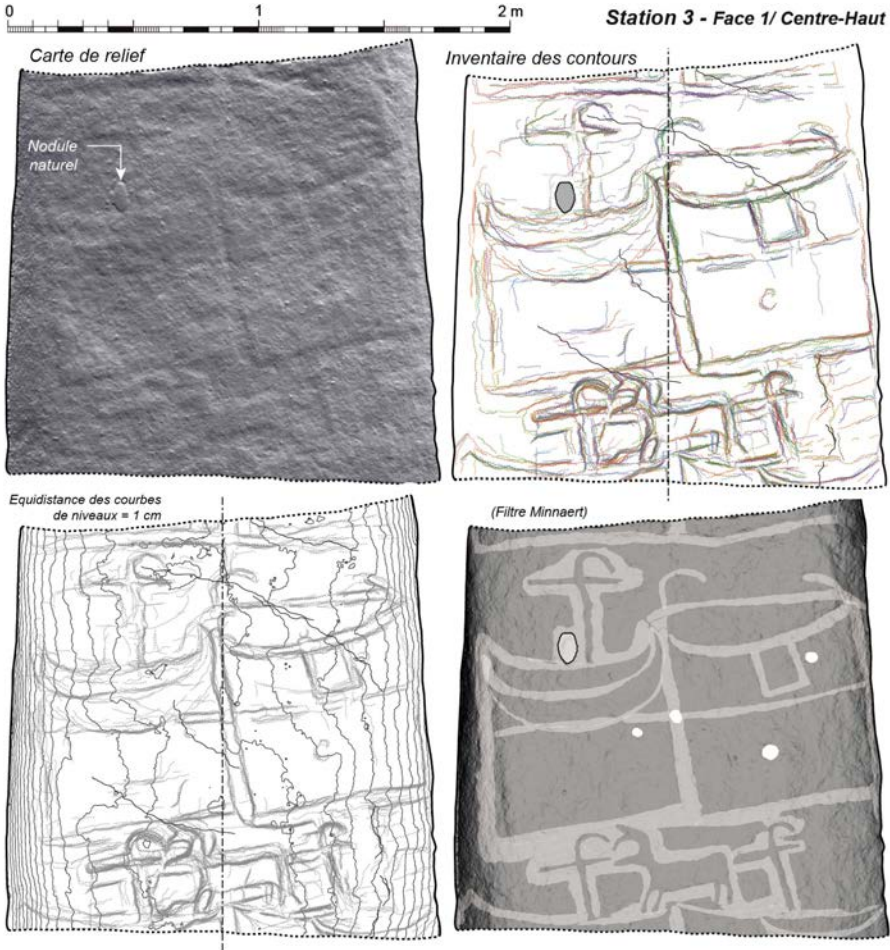 0 1 2 m
Station 3 - Face 1/ Centre-Haut
Carte de relief
Inventaire des contours
Nodule
naturel
Equidistance des courbes
de niveaux = 1 cm
(Filtre Minnaert)